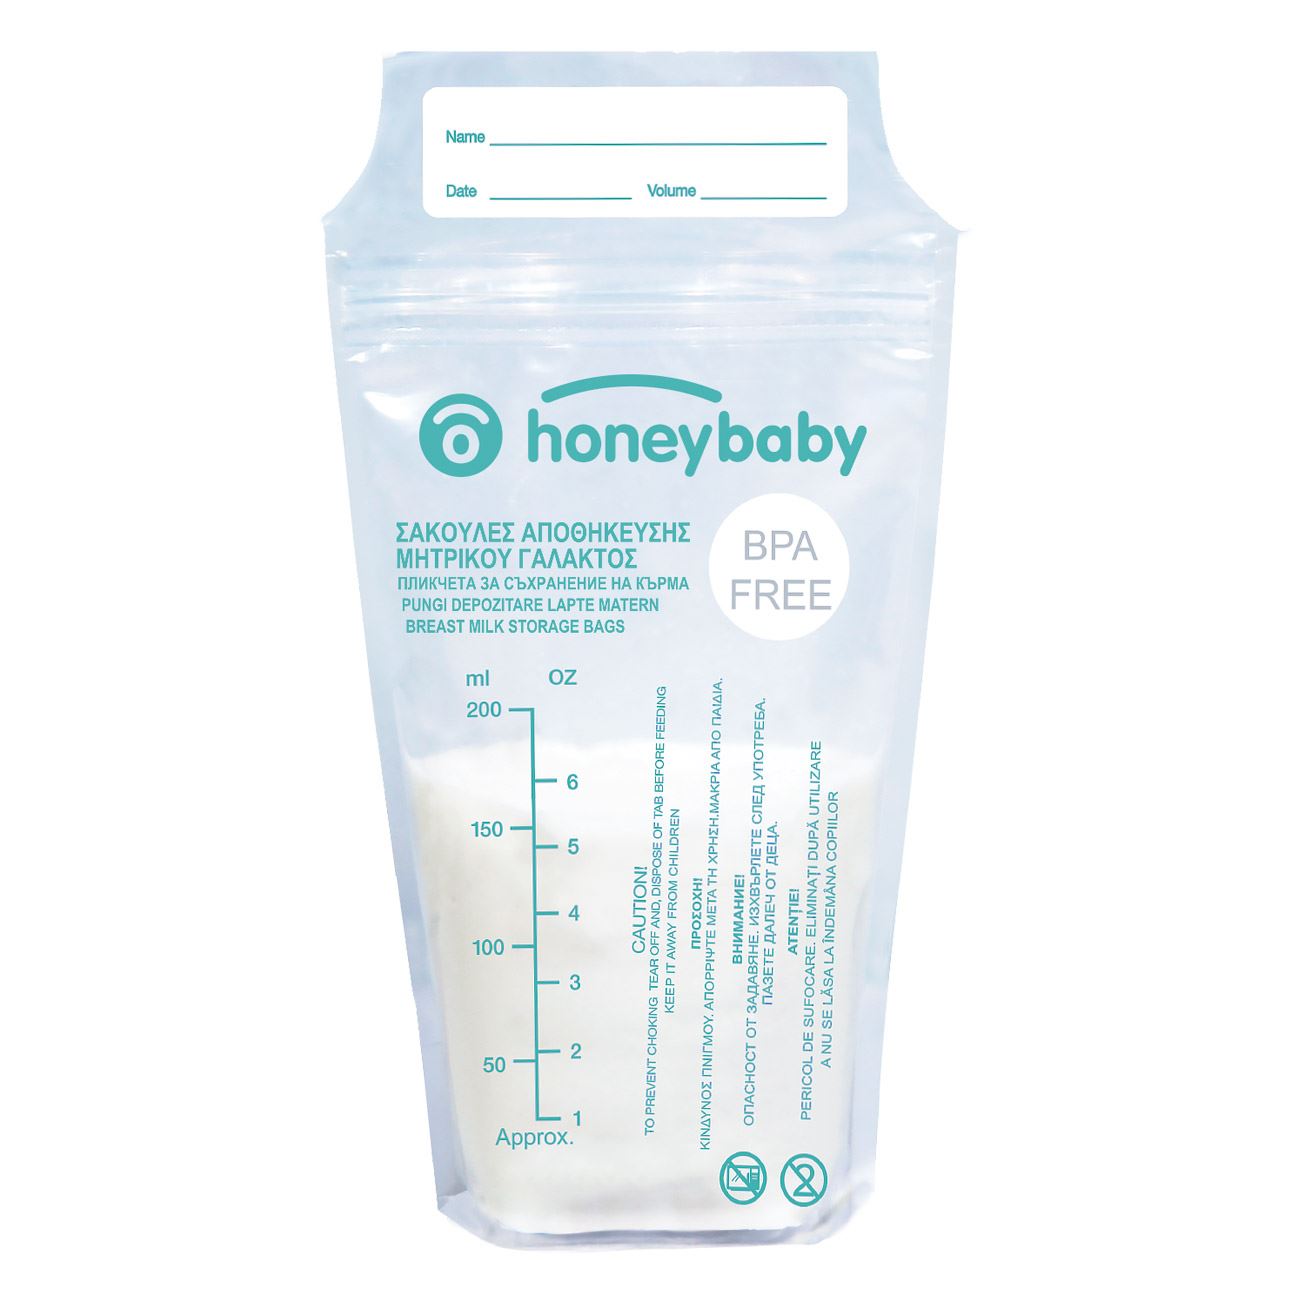 Name
Date Volume
honeybaby
ΣΑΚΟΥΛΕΣ ΑΠΟΘΗΚΕΥΣΗΣ
ΜΗΤΡΙΚΟΥ ΓΑΛΑΚΤΟΣ
ПЛИКЧЕТА ЗА СЪХРАНЕНИЕ НА КЪРМА
PUNGI DEPOZITARE LAPTE MATERN
BREAST MILK STORAGE BAGS
BPA
FREE
ml OZ
200
6
150
5
4
100
3
2
50
1
Approx.
CAUTION!
TO PREVENT CHOKING TEAR OFF AND, DISPOSE OF TAB BEFORE FEEDING
KEEP IT AWAY FROM CHILDREN
ΠΡΟΣΟΧΗ!
ΚΙΝΔΥΝΟΣ ΠΝΙΓΜΟΥ. ΑΠΟΡΡΙΨΤΕ ΜΕΤΑ ΤΗ ΧΡΗΣΗ.ΜΑΚΡΙΑ ΑΠΟ ΠΑΙΔΙΑ.
ВНИМАНИЕ!
ОПАСНОСТ ОТ ЗАДАВЯНЕ. ИЗХВЪРЛЕТЕ СЛЕД УПОТРЕБА.
ПАЗЕТЕ ДАЛЕЧ ОТ ДЕЦА.
ATENȚIE!
PERICOL DE SUFOCARE. ELIMINAȚI DUPĂ UTILIZARE
A NU SE LĂSA LA ÎNDEMÂNA COPIILOR